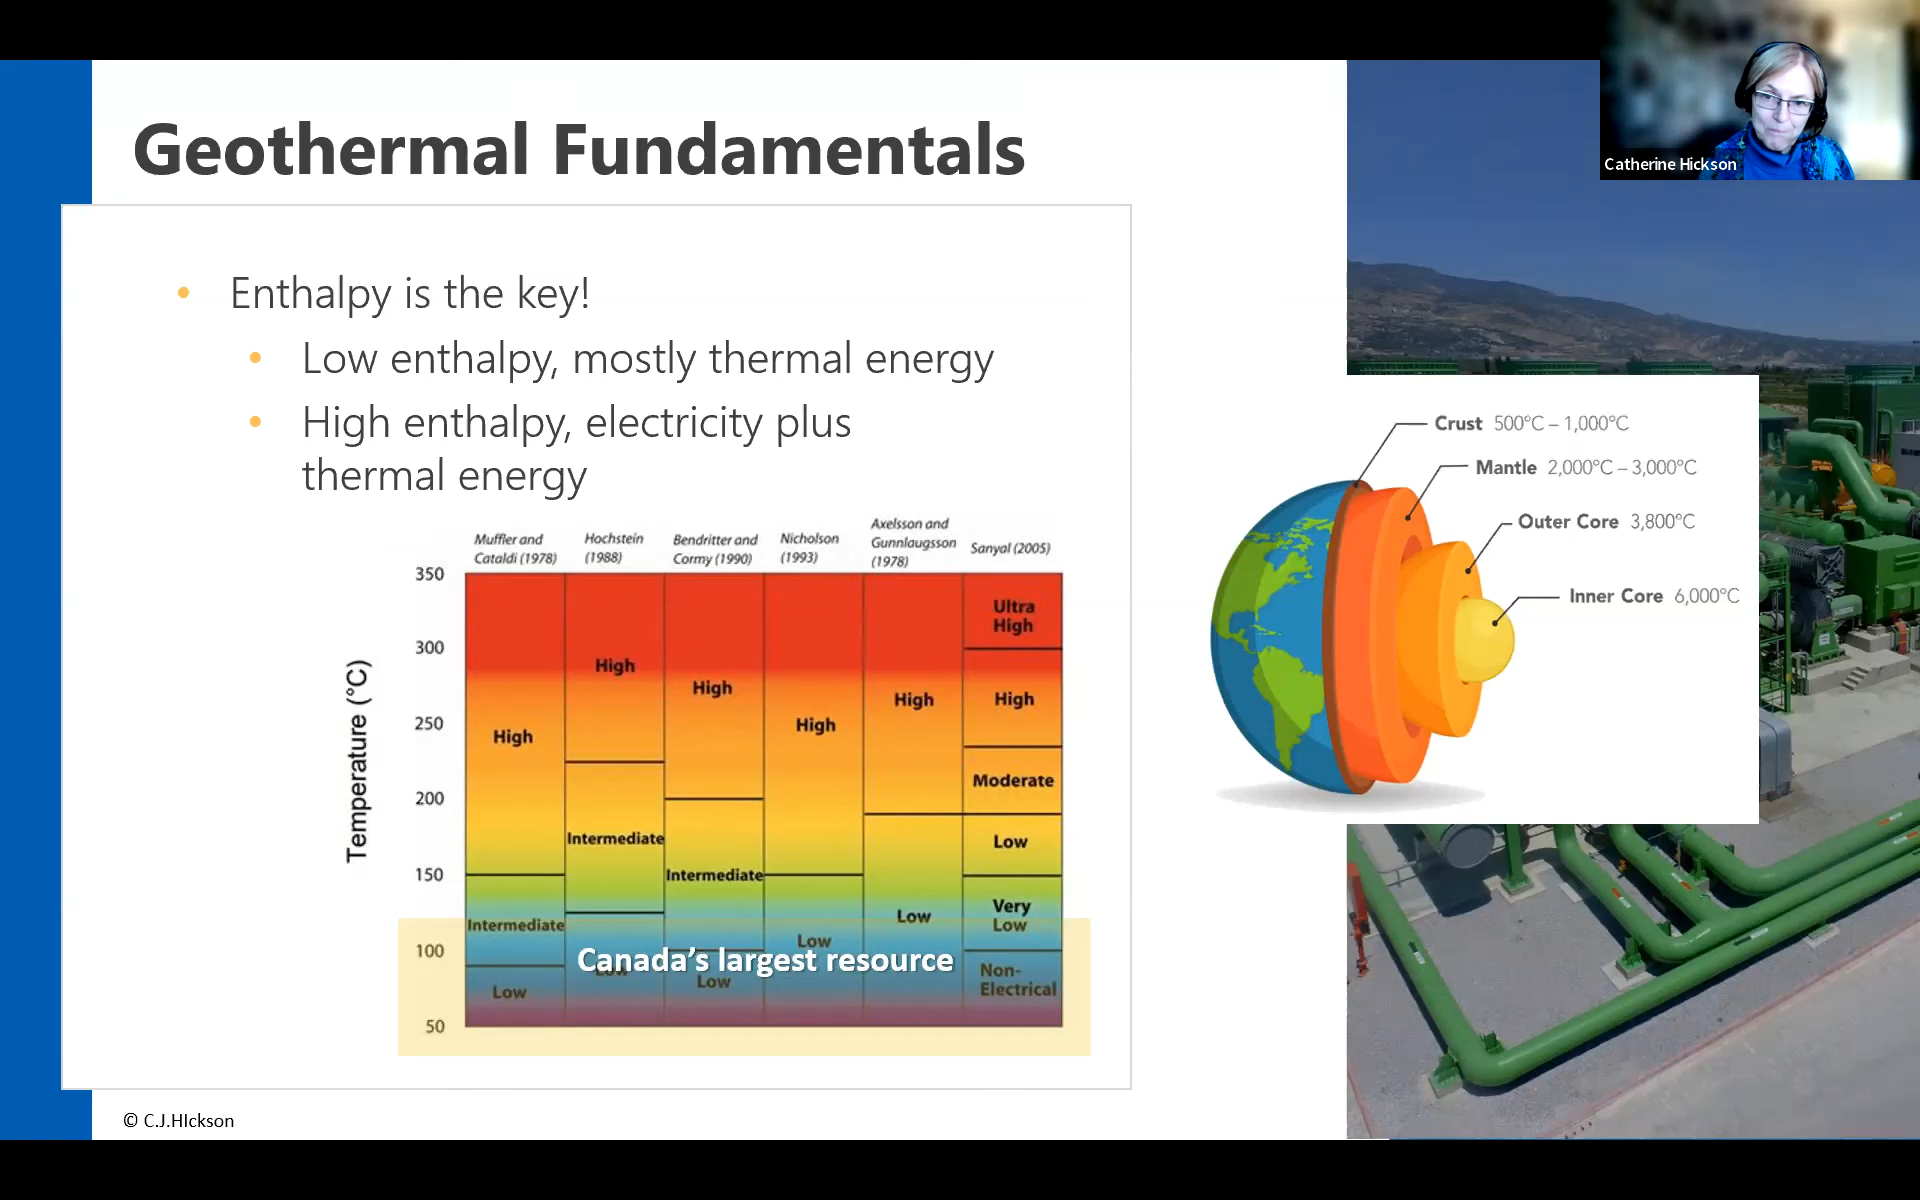 Catherine Hickson
Geothermal Fundamentals
• Enthalpy is the key!
• Low enthalpy, mostly thermal energy
• High enthalpy, electricity plus
thermal energy
Muffler and
Cataldi (1978)
Hochstein
(1988)
Bendritter and
Cormy (1990)
Nicholson
(1993)
Axelsson and
Gunnlaugsson
(1978)
Sanyal (2005)
Temperature (°C)
350
300
250
200
150
100
50
High
Intermediate
Low
High
Intermediate
Low
High
Intermediate
Low
High
Low
High
Low
Ultra
High
High
Moderate
Low
Very
Low
Non-
Electrical
Canada's largest resource
Crust 500°C – 1,000°C
Mantle 2,000°C – 3,000°C
Outer Core 3,800°C
Inner Core 6,000°C
© C.J.HIckson